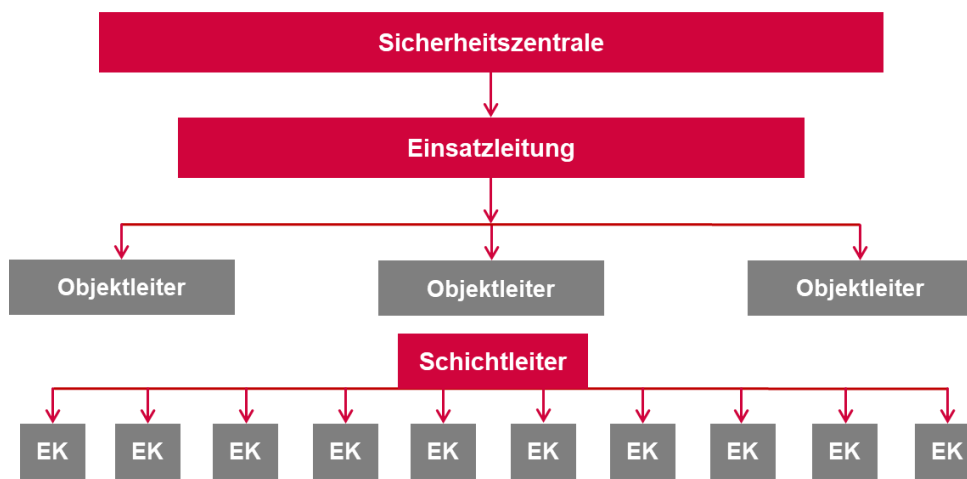 Sicherheitszentrale
Einsatzleitung
Objektleiter
Objektleiter
Objektleiter
Schichtleiter
EK
EK
EK
EK
EK
EK
EK
EK
EK
EK